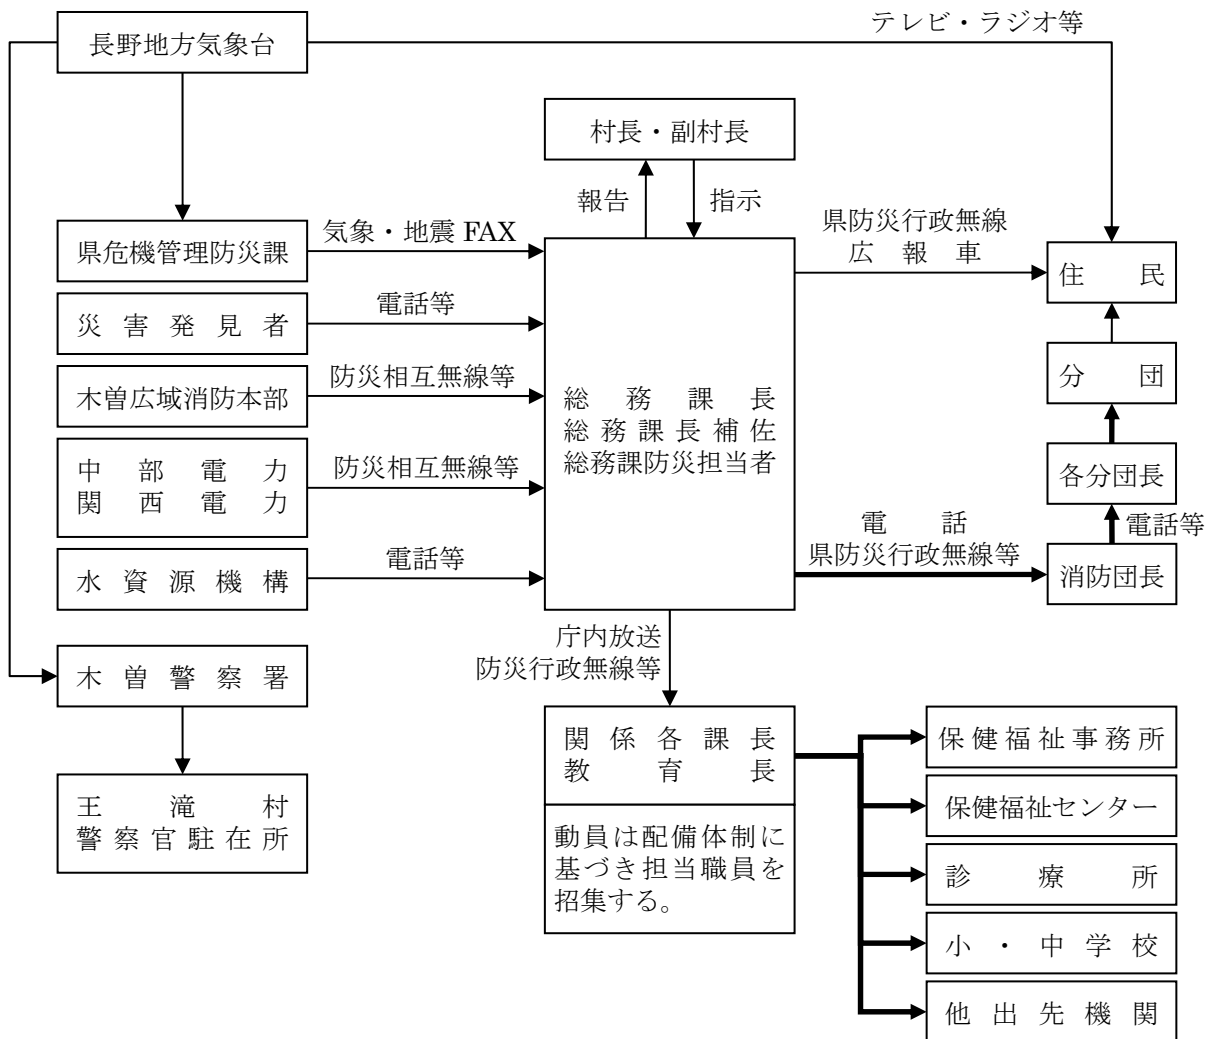 テレビ・ラジオ等
長野地方気象台
村長・副村長
報告
指示
県危機管理防災課
気象・地震 FAX
県防災行政無線
広報車
住民
災害発見者
電話等
分団
木曽広域消防本部
防災相互無線等
総務課長
総務課長補佐
総務課防災担当者
中部電力
関西電力
防災相互無線等
各分団長
電話等
電話
県防災行政無線等
消防団長
水資源機構
電話等
庁内放送
防災行政無線等
木曽警察署
王滝村
警察官駐在所
関係各課長
教育長
動員は配備体制に
基づき担当職員を
招集する。
保健福祉事務所
保健福祉センター
診療所
小・中学校
他出先機関